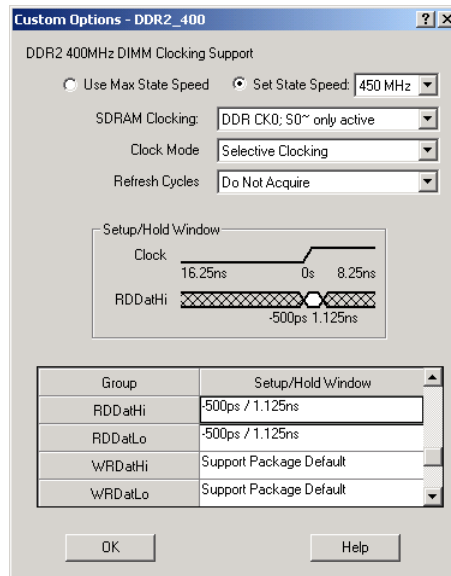 Custom Options - DDR2_400
DDR2 400MHz DIMM Clocking Support
Use Max State Speed Set State Speed: 450 MHz
SDRAM Clocking: DDR CK0; S0~ only active
Clock Mode Selective Clocking
Refresh Cycles Do Not Acquire
Setup/Hold Window
Clock
16.25ns 0s 8.25ns
RDDatHi
-500ps 1.125ns
Group Setup/Hold Window
RDDatHi -500ps / 1.125ns
RDDatLo -500ps / 1.125ns
WRDatHi Support Package Default
WRDatLo Support Package Default
OK Help